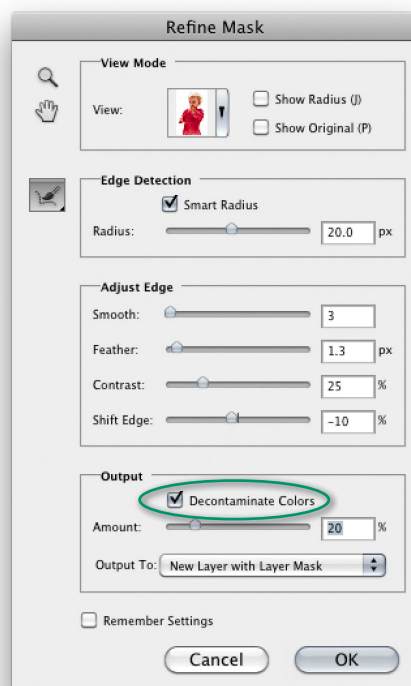 Refine Mask
View Mode
View:
Show Radius (J)
Show Original (P)
Edge Detection
Smart Radius
Radius: 20.0 px
Adjust Edge
Smooth: 3
Feather: 1.3 px
Contrast: 25 %
Shift Edge: -10 %
Output
Decontaminate Colors
Amount: 20 %
Output To: New Layer with Layer Mask
Remember Settings
Cancel OK